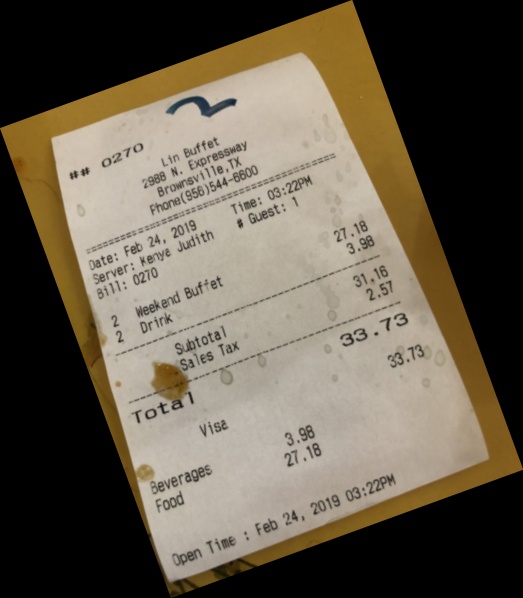 2
## 0270
Lin Buffet
2988 N. Expressway
Brownsville,TX
Phone(956)544-6800
Date: Feb 24, 2019 Time: 03:22PM
Server: Kenye Judith # Guest: 1
Bill: 0270
2 Weekend Buffet 27.18
2 Drink 3.98
Subtotal 31.16
Sales Tax 2.57
Total 33.73
Visa 33.73
Beverages 3.98
Food 27.18
Open Time : Feb 24, 2019 03:22PM